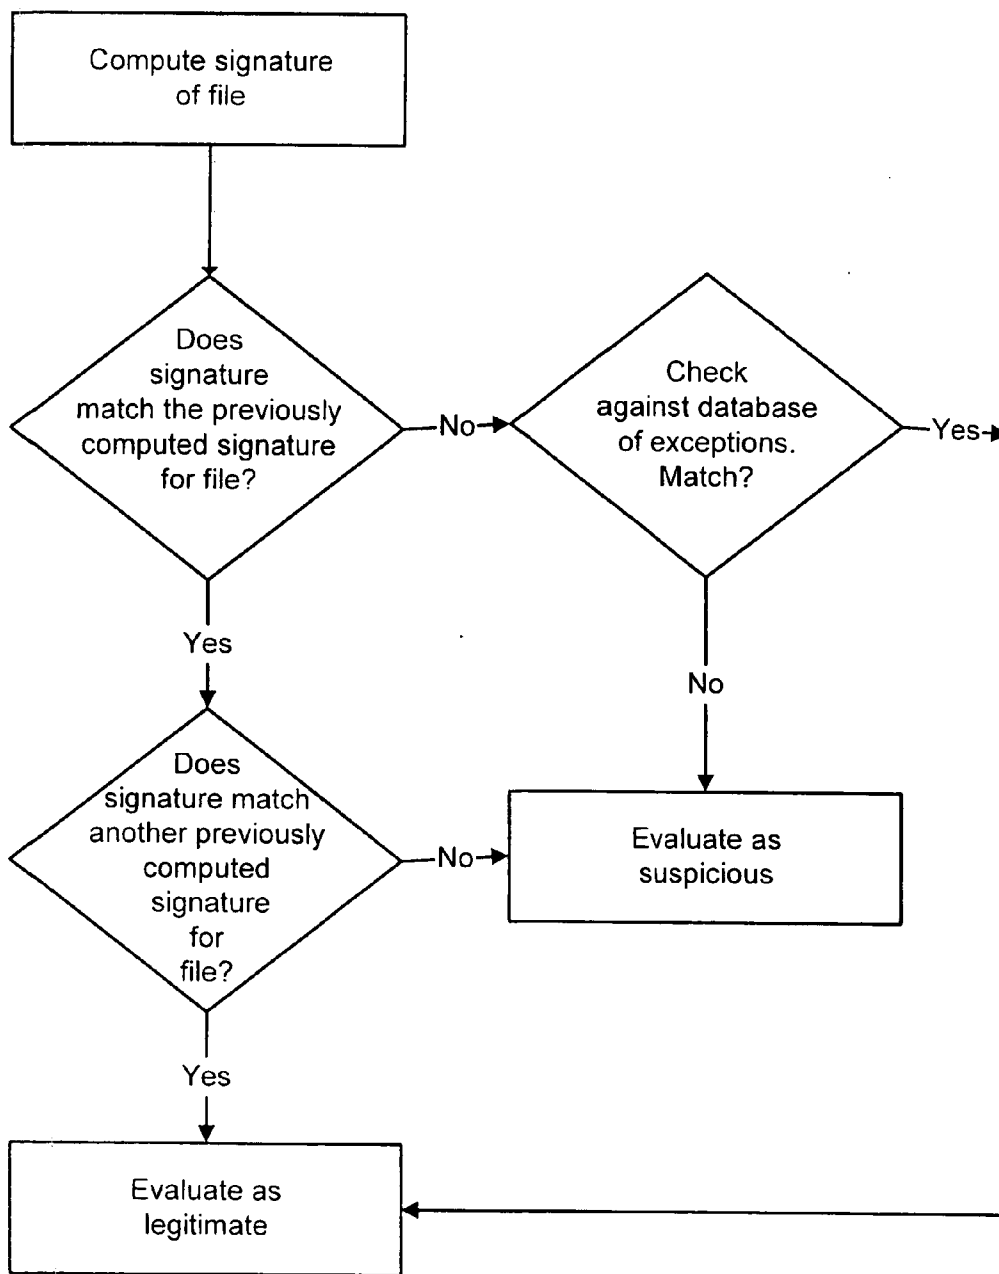 Compute signature
of file
Does
signature
match the previously
computed signature
for file?
No
Check
against database
of exceptions.
Match?
Yes
Yes
No
Does
signature match
another previously
computed
signature
for
file?
No
Evaluate as
suspicious
Yes
Evaluate as
legitimate